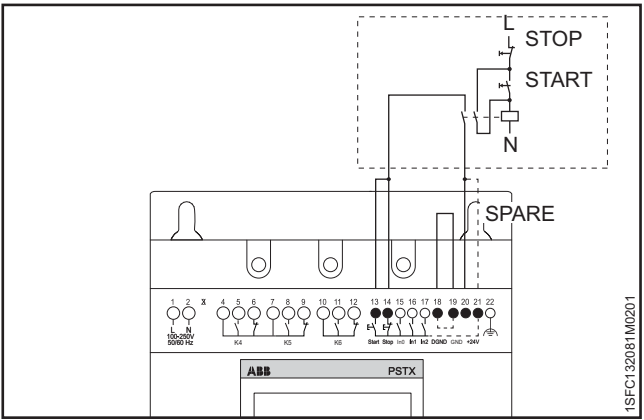 L
STOP
START
N
SPARE
1 2 X 4 5 6 7 8 9 10 11 12 13 14 15 16 17 18 19 20 21 22
L N
100-250V
50/60 Hz
K4 K5 K6
Start Stop In0 In1 In2 DGND GND +24V
ABB PSTX
1SFC132081M0201